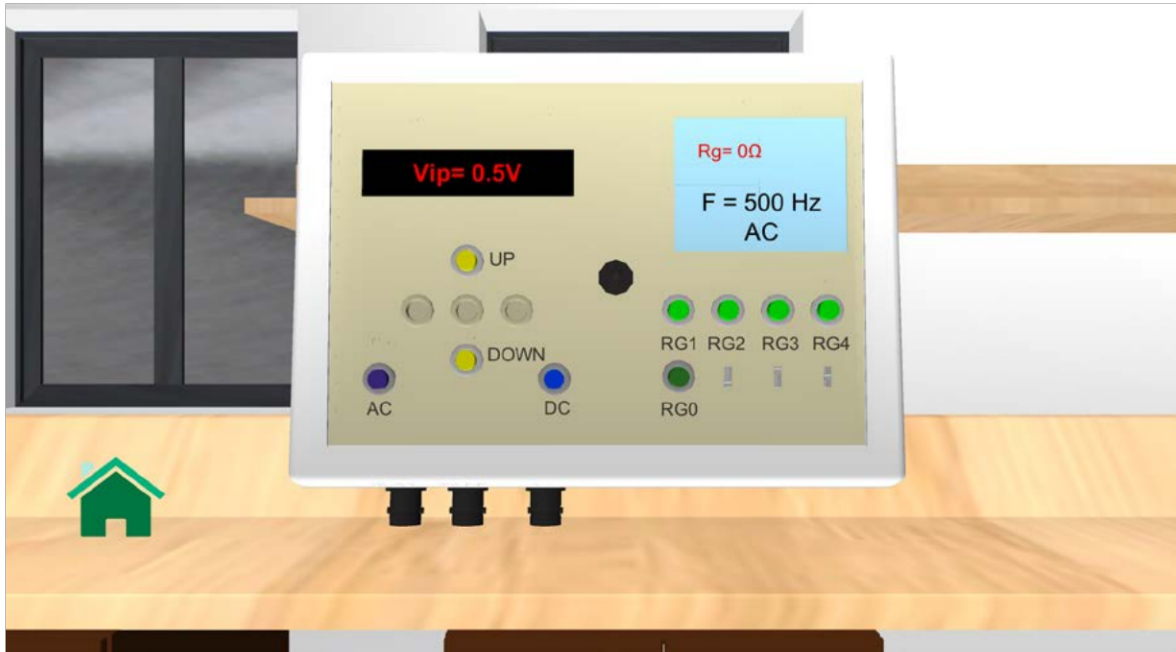 Vip= 0.5V
Rg= 0Ω
F = 500 Hz
AC
UP
DOWN
AC
DC
RG1 RG2 RG3 RG4
RG0